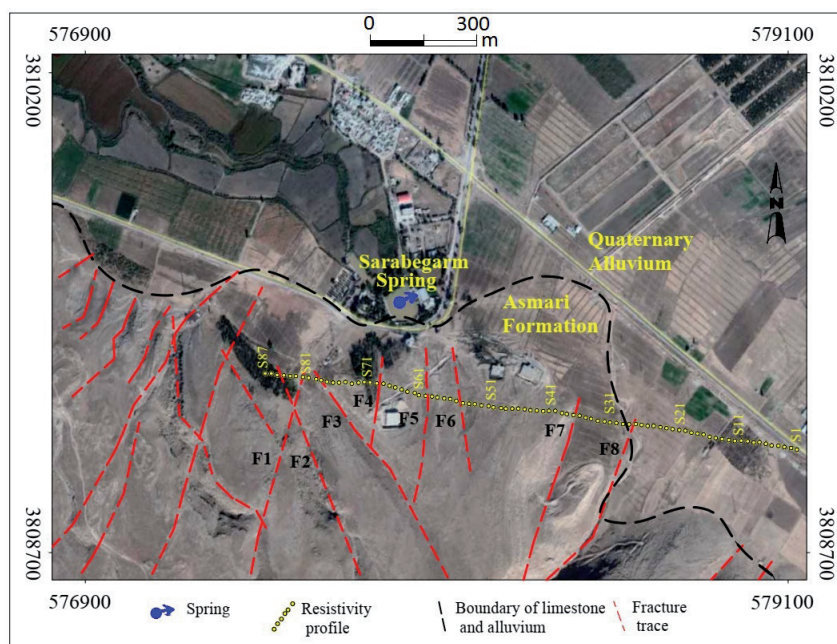 0 300
m
576900 579100
3810200 3810200
Quaternary
Alluvium
Sarabegarm
Spring
Asmari
Formation
S87
S81
S71
S61
S51
S41
S31
S21
S11
S1
F1
F2
F3
F4
F5
F6
F7
F8
N
3808700 3808700
576900 579100
Spring
Resistivity
profile
Boundary of limestone
and alluvium
Fracture
trace